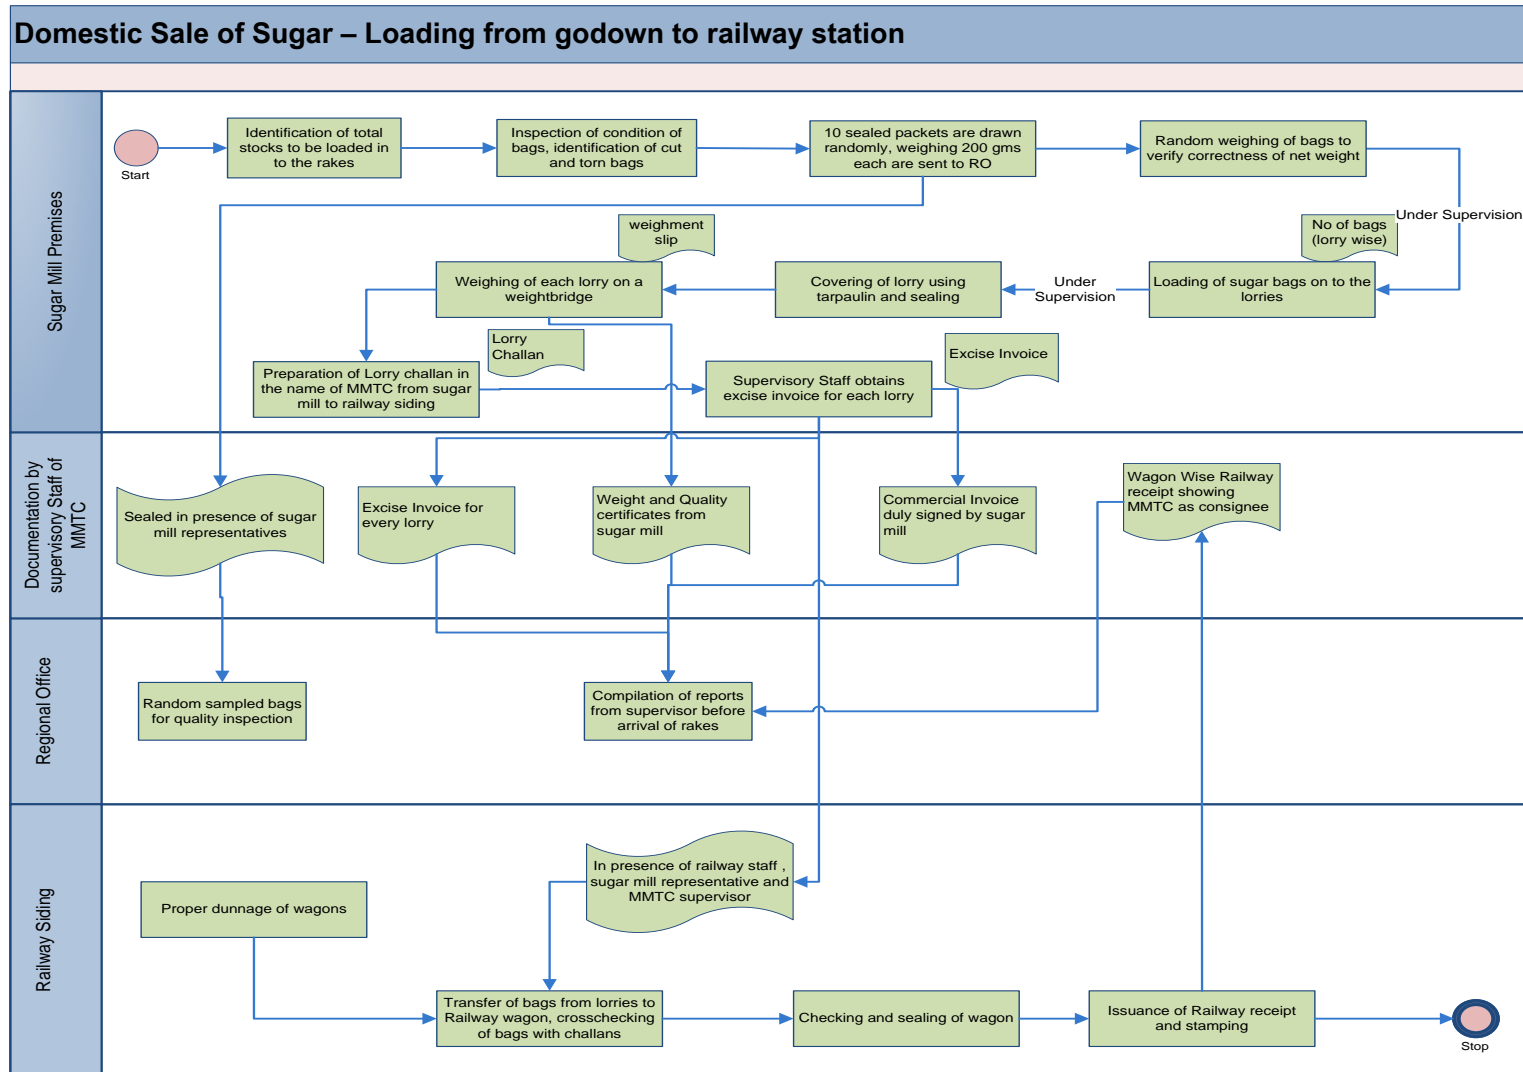 Domestic Sale of Sugar – Loading from godown to railway station
Sugar Mill Premises
Start
Identification of total
stocks to be loaded in
to the rakes
Inspection of condition of
bags, identification of cut
and torn bags
10 sealed packets are drawn
randomly, weighing 200 gms
each are sent to RO
Random weighing of bags to
verify correctness of net weight
Under Supervision
No of bags
(lorry wise)
Loading of sugar bags on to the
lorries
Under
Supervision
Covering of lorry using
tarpaulin and sealing
weighment
slip
Weighing of each lorry on a
weightbridge
Lorry
Challan
Preparation of Lorry challan in
the name of MMTC from sugar
mill to railway siding
Supervisory Staff obtains
excise invoice for each lorry
Excise Invoice
Documentation by
supervisory Staff of
MMTC
Sealed in presence of sugar
mill representatives
Excise Invoice for
every lorry
Weight and Quality
certificates from
sugar mill
Commercial Invoice
duly signed by sugar
mill
Wagon Wise Railway
receipt showing
MMTC as consignee
Regional Office
Random sampled bags
for quality inspection
Compilation of reports
from supervisor before
arrival of rakes
Railway Siding
Proper dunnage of wagons
In presence of railway staff ,
sugar mill representative and
MMTC supervisor
Transfer of bags from lorries to
Railway wagon, crosschecking
of bags with challans
Checking and sealing of wagon
Issuance of Railway receipt
and stamping
Stop